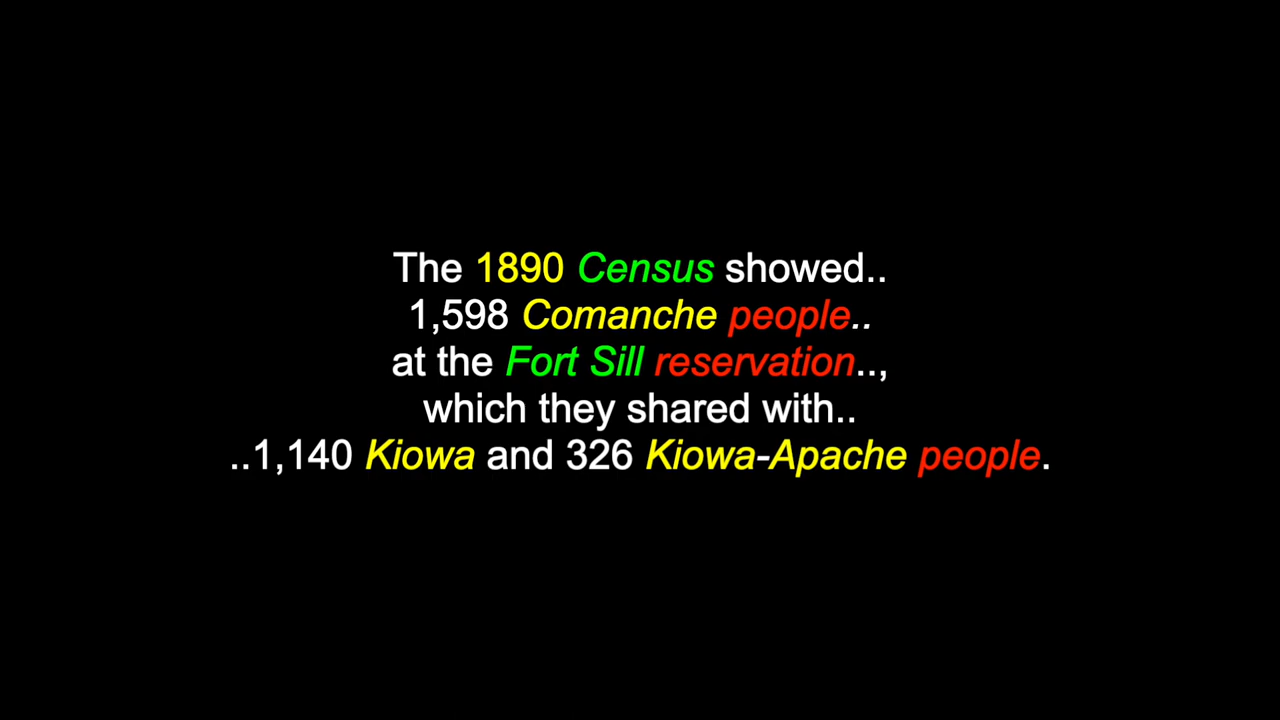 The 1890 Census showed..
1,598 Comanche people..
at the Fort Sill reservation..,
which they shared with..
..1,140 Kiowa and 326 Kiowa-Apache people.